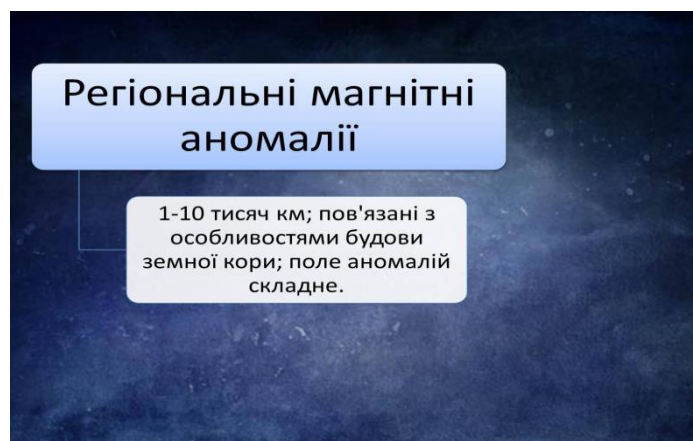 Регіональні магнітні
аномалії
1-10 тисяч км; пов'язані з
особливостями будови
земної кори; поле аномалій
складне.